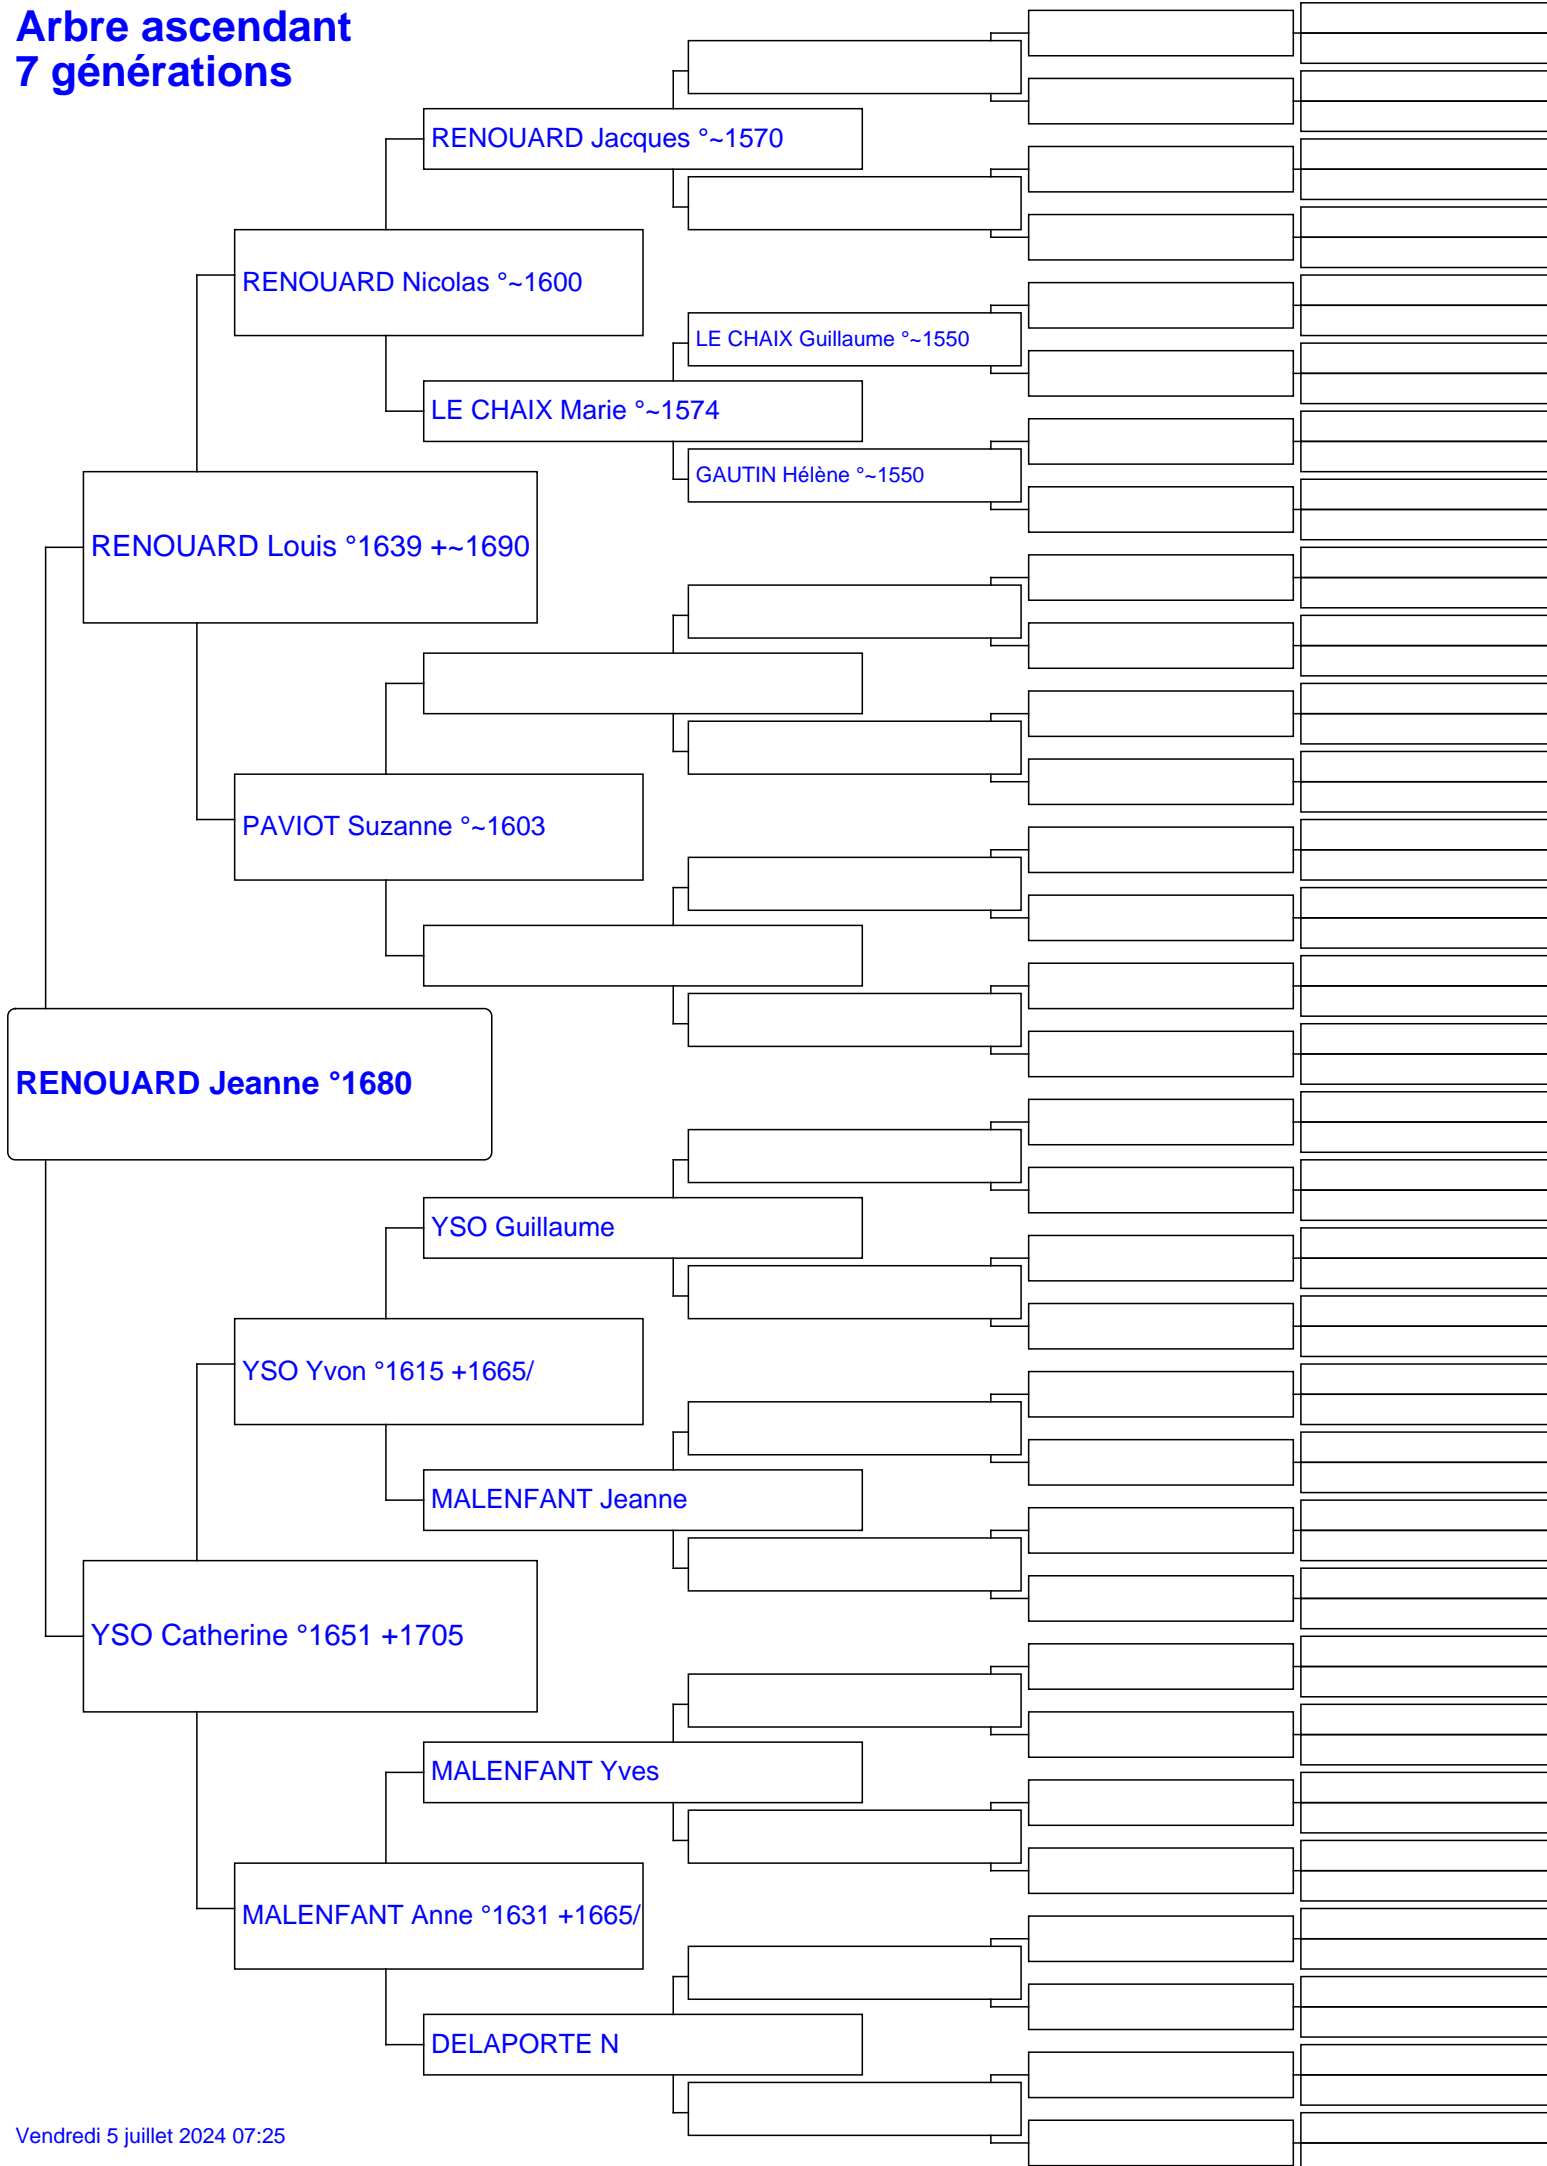 Arbre ascendant
7 générations
RENOUARD Jacques °~1570
RENOUARD Nicolas °~1600
LE CHAIX Guillaume °~1550
LE CHAIX Marie °~1574
GAUTIN Hélène °~1550
RENOUARD Louis °1639 +~1690
PAVIOT Suzanne °~1603
RENOUARD Jeanne °1680
YSO Guillaume
YSO Yvon °1615 +1665/
MALENFANT Jeanne
YSO Catherine °1651 +1705
MALENFANT Yves
MALENFANT Anne °1631 +1665/
DELAPORTE N
Vendredi 5 juillet 2024 07:25